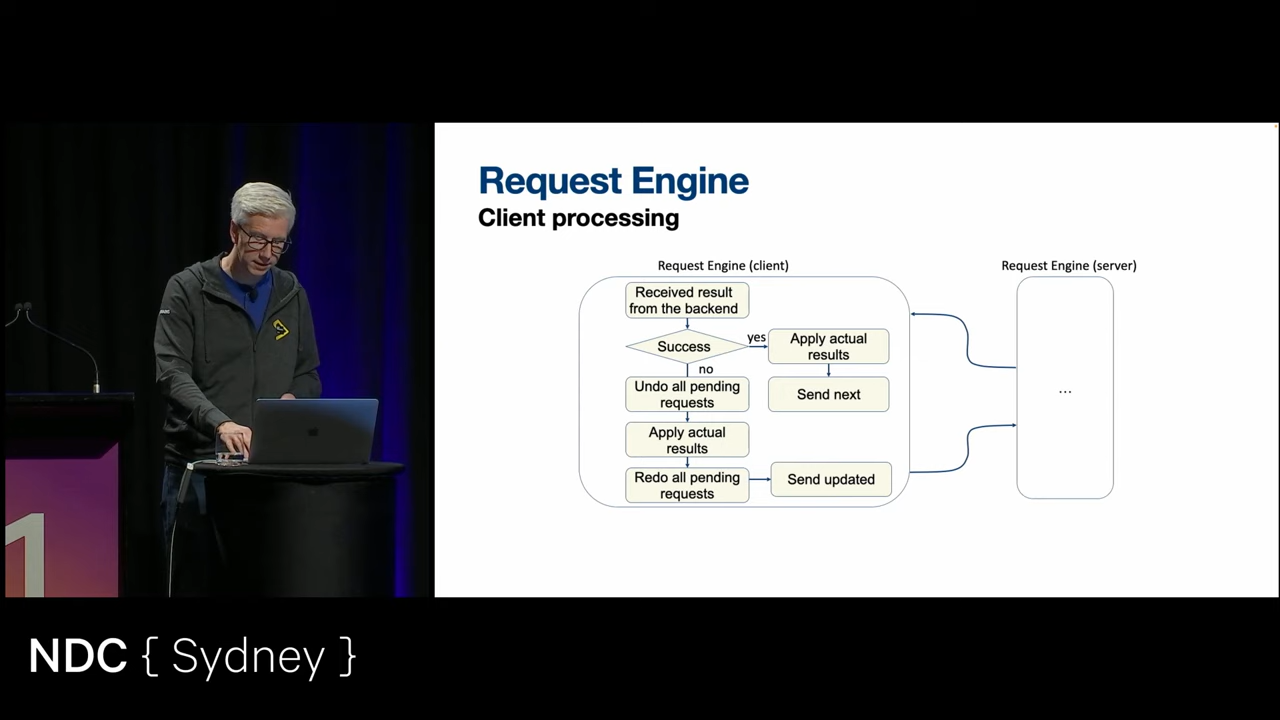 Request Engine
Client processing
Request Engine (client)
Request Engine (server)
Received result
from the backend
Success
yes
Apply actual
results
no
Undo all pending
requests
Send next
...
Apply actual
results
Redo all pending
requests
Send updated
1
NDC { Sydney }